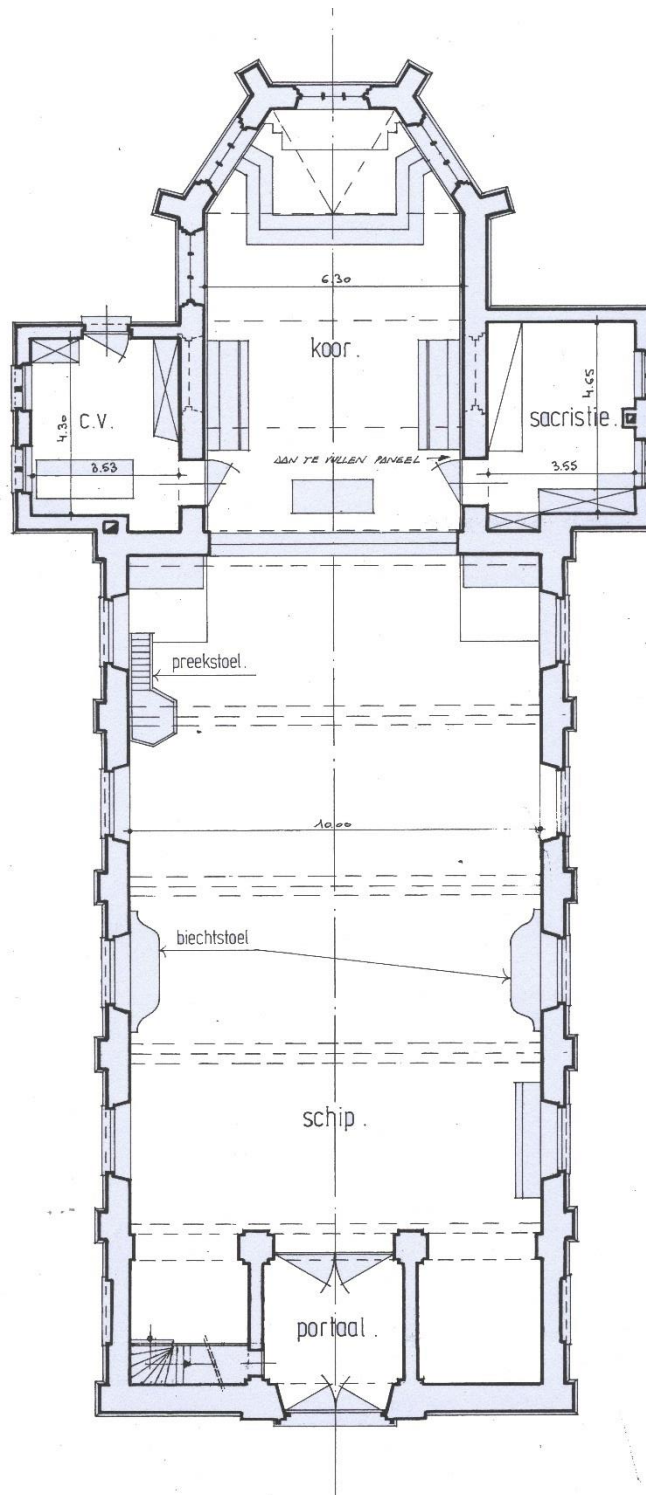 6.30
koor.
4.30
C.V.
3.53
AAN TE VULLEN PANEEL
4.65
sacristie.
3.55
preekstoel.
10.00
biechtstoel
schip.
portaal.